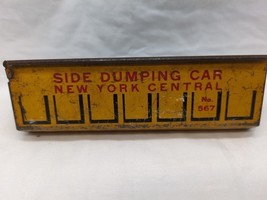 SIDE DUMPING CAR
NEW YORK CENTRAL
No.
567